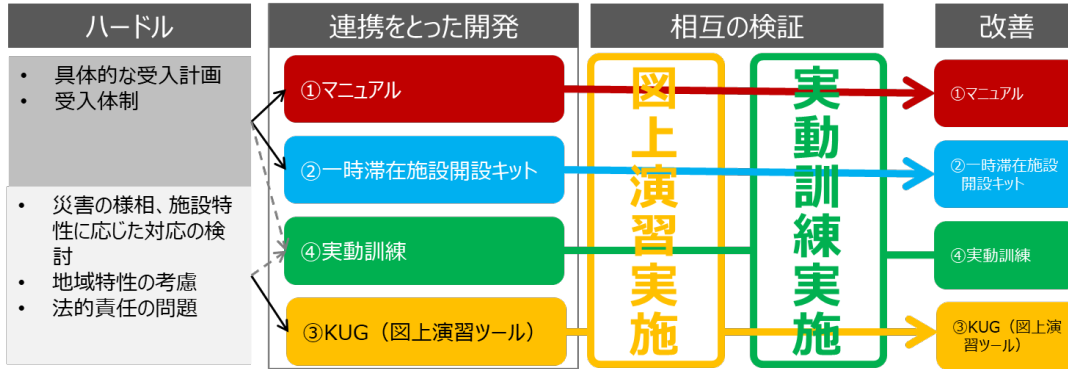 ハードル
連携をとった開発
相互の検証
改善
• 具体的な受入計画
• 受入体制
• 災害の様相、施設特
性に応じた対応の検
討
• 地域特性の考慮
• 法的責任の問題
①マニュアル
②一時滞在施設開設キット
④実動訓練
③KUG（図上演習ツール）
図上演習実施
実動訓練実施
①マニュアル
②一時滞在施設
開設キット
④実動訓練
③KUG（図上演
習ツール）